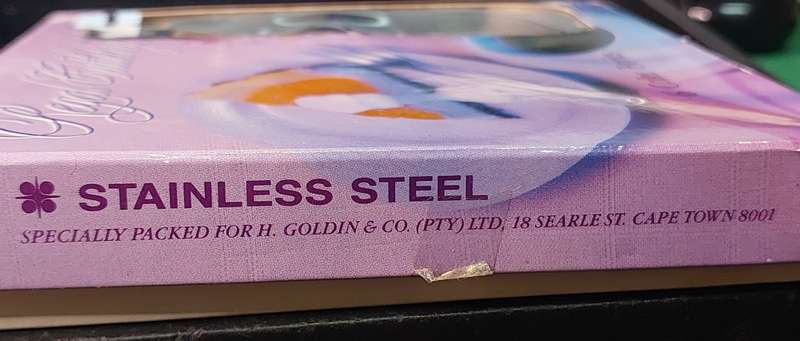 STAINLESS STEEL
SPECIALLY PACKED FOR H. GOLDIN & CO. (PTY) LTD, 18 SEARLE ST. CAPE TOWN 8001